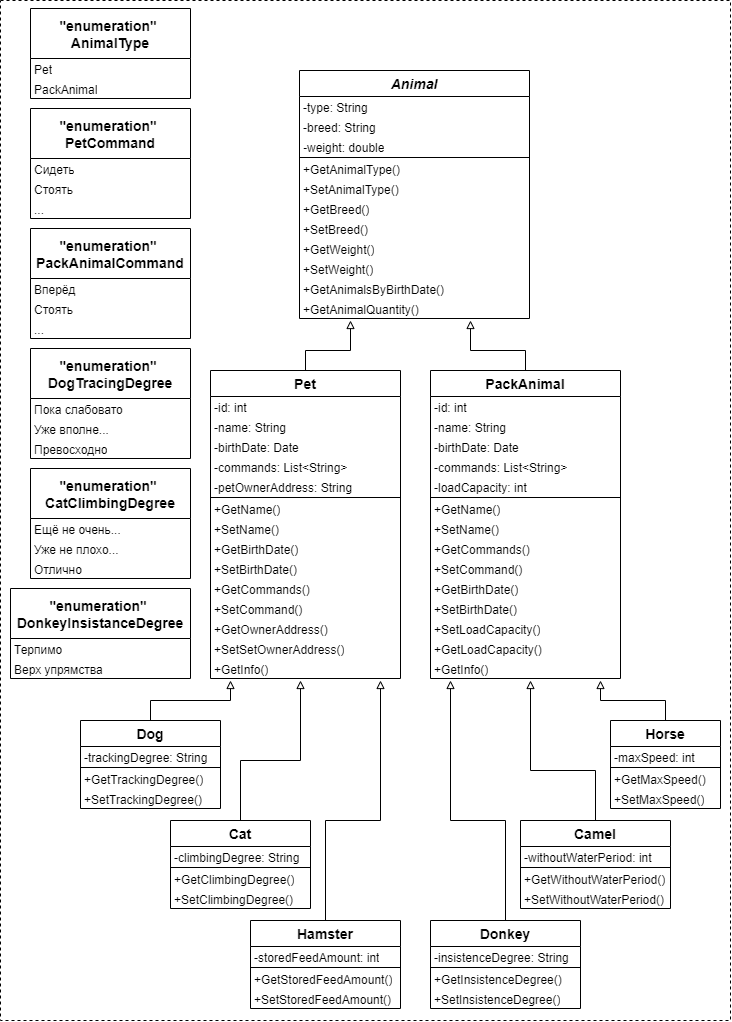 "enumeration"
AnimalType
Pet
PackAnimal
"enumeration"
PetCommand
Сидеть
Стоять
...
"enumeration"
PackAnimalCommand
Вперёд
Стоять
...
"enumeration"
DogTracingDegree
Пока слабовато
Уже вполне...
Превосходно
"enumeration"
CatClimbingDegree
Ещё не очень...
Уже не плохо...
Отлично
"enumeration"
DonkeyInsistanceDegree
Терпимо
Верх упрямства
Animal
-type: String
-breed: String
-weight: double
+GetAnimalType()
+SetAnimalType()
+GetBreed()
+SetBreed()
+GetWeight()
+SetWeight()
+GetAnimalsByBirthDate()
+GetAnimalQuantity()
Pet
-id: int
-name: String
-birthDate: Date
-commands: List<String>
-petOwnerAddress: String
+GetName()
+SetName()
+GetBirthDate()
+SetBirthDate()
+GetCommands()
+SetCommand()
+GetOwnerAddress()
+SetSetOwnerAddress()
+GetInfo()
PackAnimal
-id: int
-name: String
-birthDate: Date
-commands: List<String>
-loadCapacity: int
+GetName()
+SetName()
+GetCommands()
+SetCommand()
+GetBirthDate()
+SetBirthDate()
+SetLoadCapacity()
+GetLoadCapacity()
+GetInfo()
Dog
-trackingDegree: String
+GetTrackingDegree()
+SetTrackingDegree()
Cat
-climbingDegree: String
+GetClimbingDegree()
+SetClimbingDegree()
Hamster
-storedFeedAmount: int
+GetStoredFeedAmount()
+SetStoredFeedAmount()
Donkey
-insistenceDegree: String
+GetInsistenceDegree()
+SetInsistenceDegree()
Camel
-withoutWaterPeriod: int
+GetWithoutWaterPeriod()
+SetWithoutWaterPeriod()
Horse
-maxSpeed: int
+GetMaxSpeed()
+SetMaxSpeed()